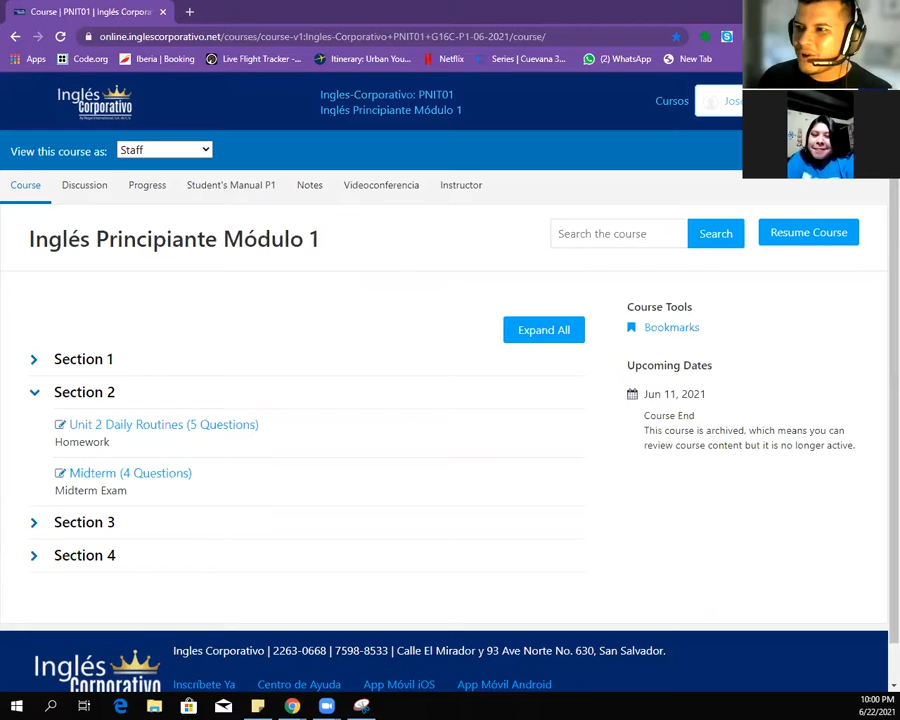 Course | PNIT01 | Inglés Corpora
online.inglescorporativo.net/courses/course-v1:Ingles-Corporativo+PNIT01+G16C-P1-06-2021/course/
Apps Code.org Iberia | Booking Live Flight Tracker -... Itinerary: Urban You... Netflix Series | Cuevana 3... (2) WhatsApp New Tab
Inglés
Corporativo
Ingles-Corporativo: PNIT01
Inglés Principiante Módulo 1
Cursos
José
View this course as: Staff
Course Discussion Progress Student's Manual P1 Notes Videoconferencia Instructor
Inglés Principiante Módulo 1
Search the course Search Resume Course
Expand All
Section 1
Section 2
Unit 2 Daily Routines (5 Questions)
Homework
Midterm (4 Questions)
Midterm Exam
Section 3
Section 4
Course Tools
Bookmarks
Upcoming Dates
Jun 11, 2021
Course End
This course is archived, which means you can
review course content but it is no longer active.
Inglés
Corporativo
Ingles Corporativo | 2263-0668 | 7598-8533 | Calle El Mirador y 93 Ave Norte No. 630, San Salvador.
Inscríbete Ya Centro de Ayuda App Móvil iOS App Móvil Android
10:00 PM
6/22/2021